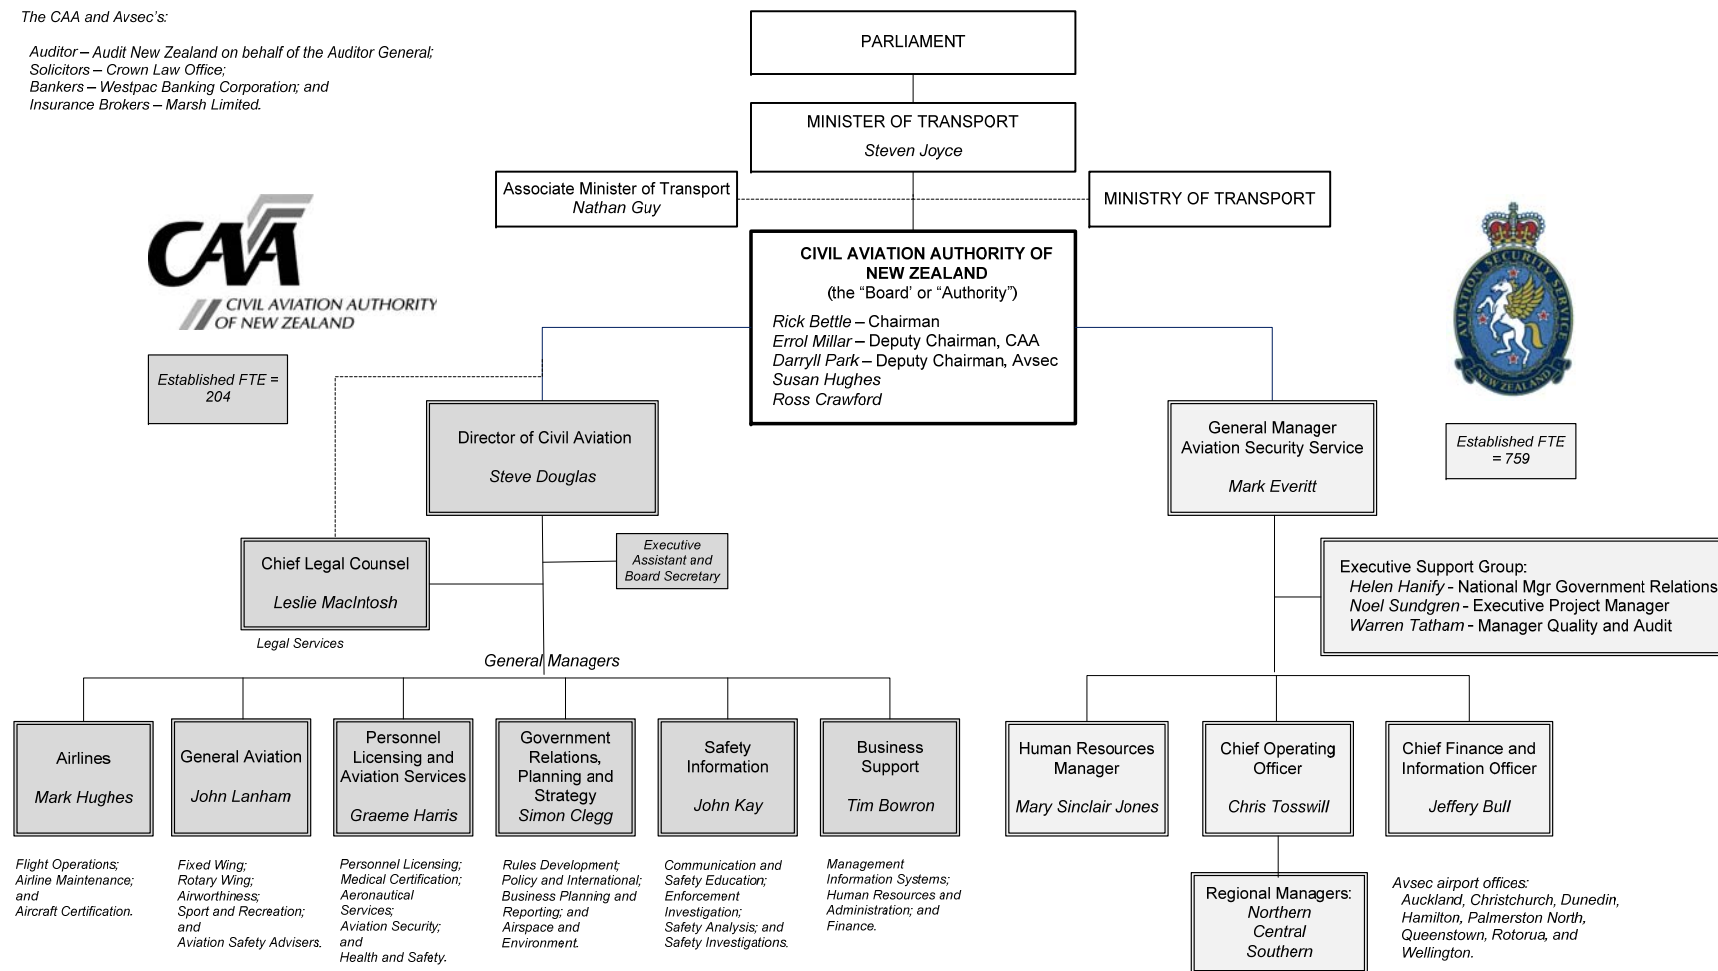 The CAA and Avsec's:
Auditor – Audit New Zealand on behalf of the Auditor General;
Solicitors – Crown Law Office;
Bankers – Westpac Banking Corporation; and
Insurance Brokers – Marsh Limited.
PARLIAMENT
MINISTER OF TRANSPORT
Steven Joyce
Associate Minister of Transport
Nathan Guy
MINISTRY OF TRANSPORT
CAA
CIVIL AVIATION AUTHORITY
OF NEW ZEALAND
Established FTE =
204
CIVIL AVIATION AUTHORITY OF
NEW ZEALAND
(the “Board' or “Authority”)
Rick Bettle – Chairman
Errol Millar – Deputy Chairman, CAA
Darryll Park – Deputy Chairman, Avsec
Susan Hughes
Ross Crawford
AVIATION SECURITY SERVICE
NEW ZEALAND
Established FTE
= 759
Director of Civil Aviation
Steve Douglas
General Manager
Aviation Security Service
Mark Everitt
Chief Legal Counsel
Leslie MacIntosh
Legal Services
Executive
Assistant and
Board Secretary
Executive Support Group:
Helen Hanify - National Mgr Government Relations
Noel Sundgren - Executive Project Manager
Warren Tatham - Manager Quality and Audit
General Managers
Airlines
Mark Hughes
General Aviation
John Lanham
Personnel
Licensing and
Aviation Services
Graeme Harris
Government
Relations,
Planning and
Strategy
Simon Clegg
Safety
Information
John Kay
Business
Support
Tim Bowron
Human Resources
Manager
Mary Sinclair Jones
Chief Operating
Officer
Chris Tosswill
Chief Finance and
Information Officer
Jeffery Bull
Flight Operations;
Airline Maintenance;
and
Aircraft Certification.
Fixed Wing;
Rotary Wing;
Airworthiness;
Sport and Recreation;
and
Aviation Safety Advisers.
Personnel Licensing;
Medical Certification;
Aeronautical
Services;
Aviation Security;
and
Health and Safety.
Rules Development;
Policy and International;
Business Planning and
Reporting; and
Airspace and
Environment.
Communication and
Safety Education;
Enforcement
Investigation;
Safety Analysis; and
Safety Investigations.
Management
Information Systems;
Human Resources and
Administration; and
Finance.
Regional Managers:
Northern
Central
Southern
Avsec airport offices:
Auckland, Christchurch, Dunedin,
Hamilton, Palmerston North,
Queenstown, Rotorua, and
Wellington.